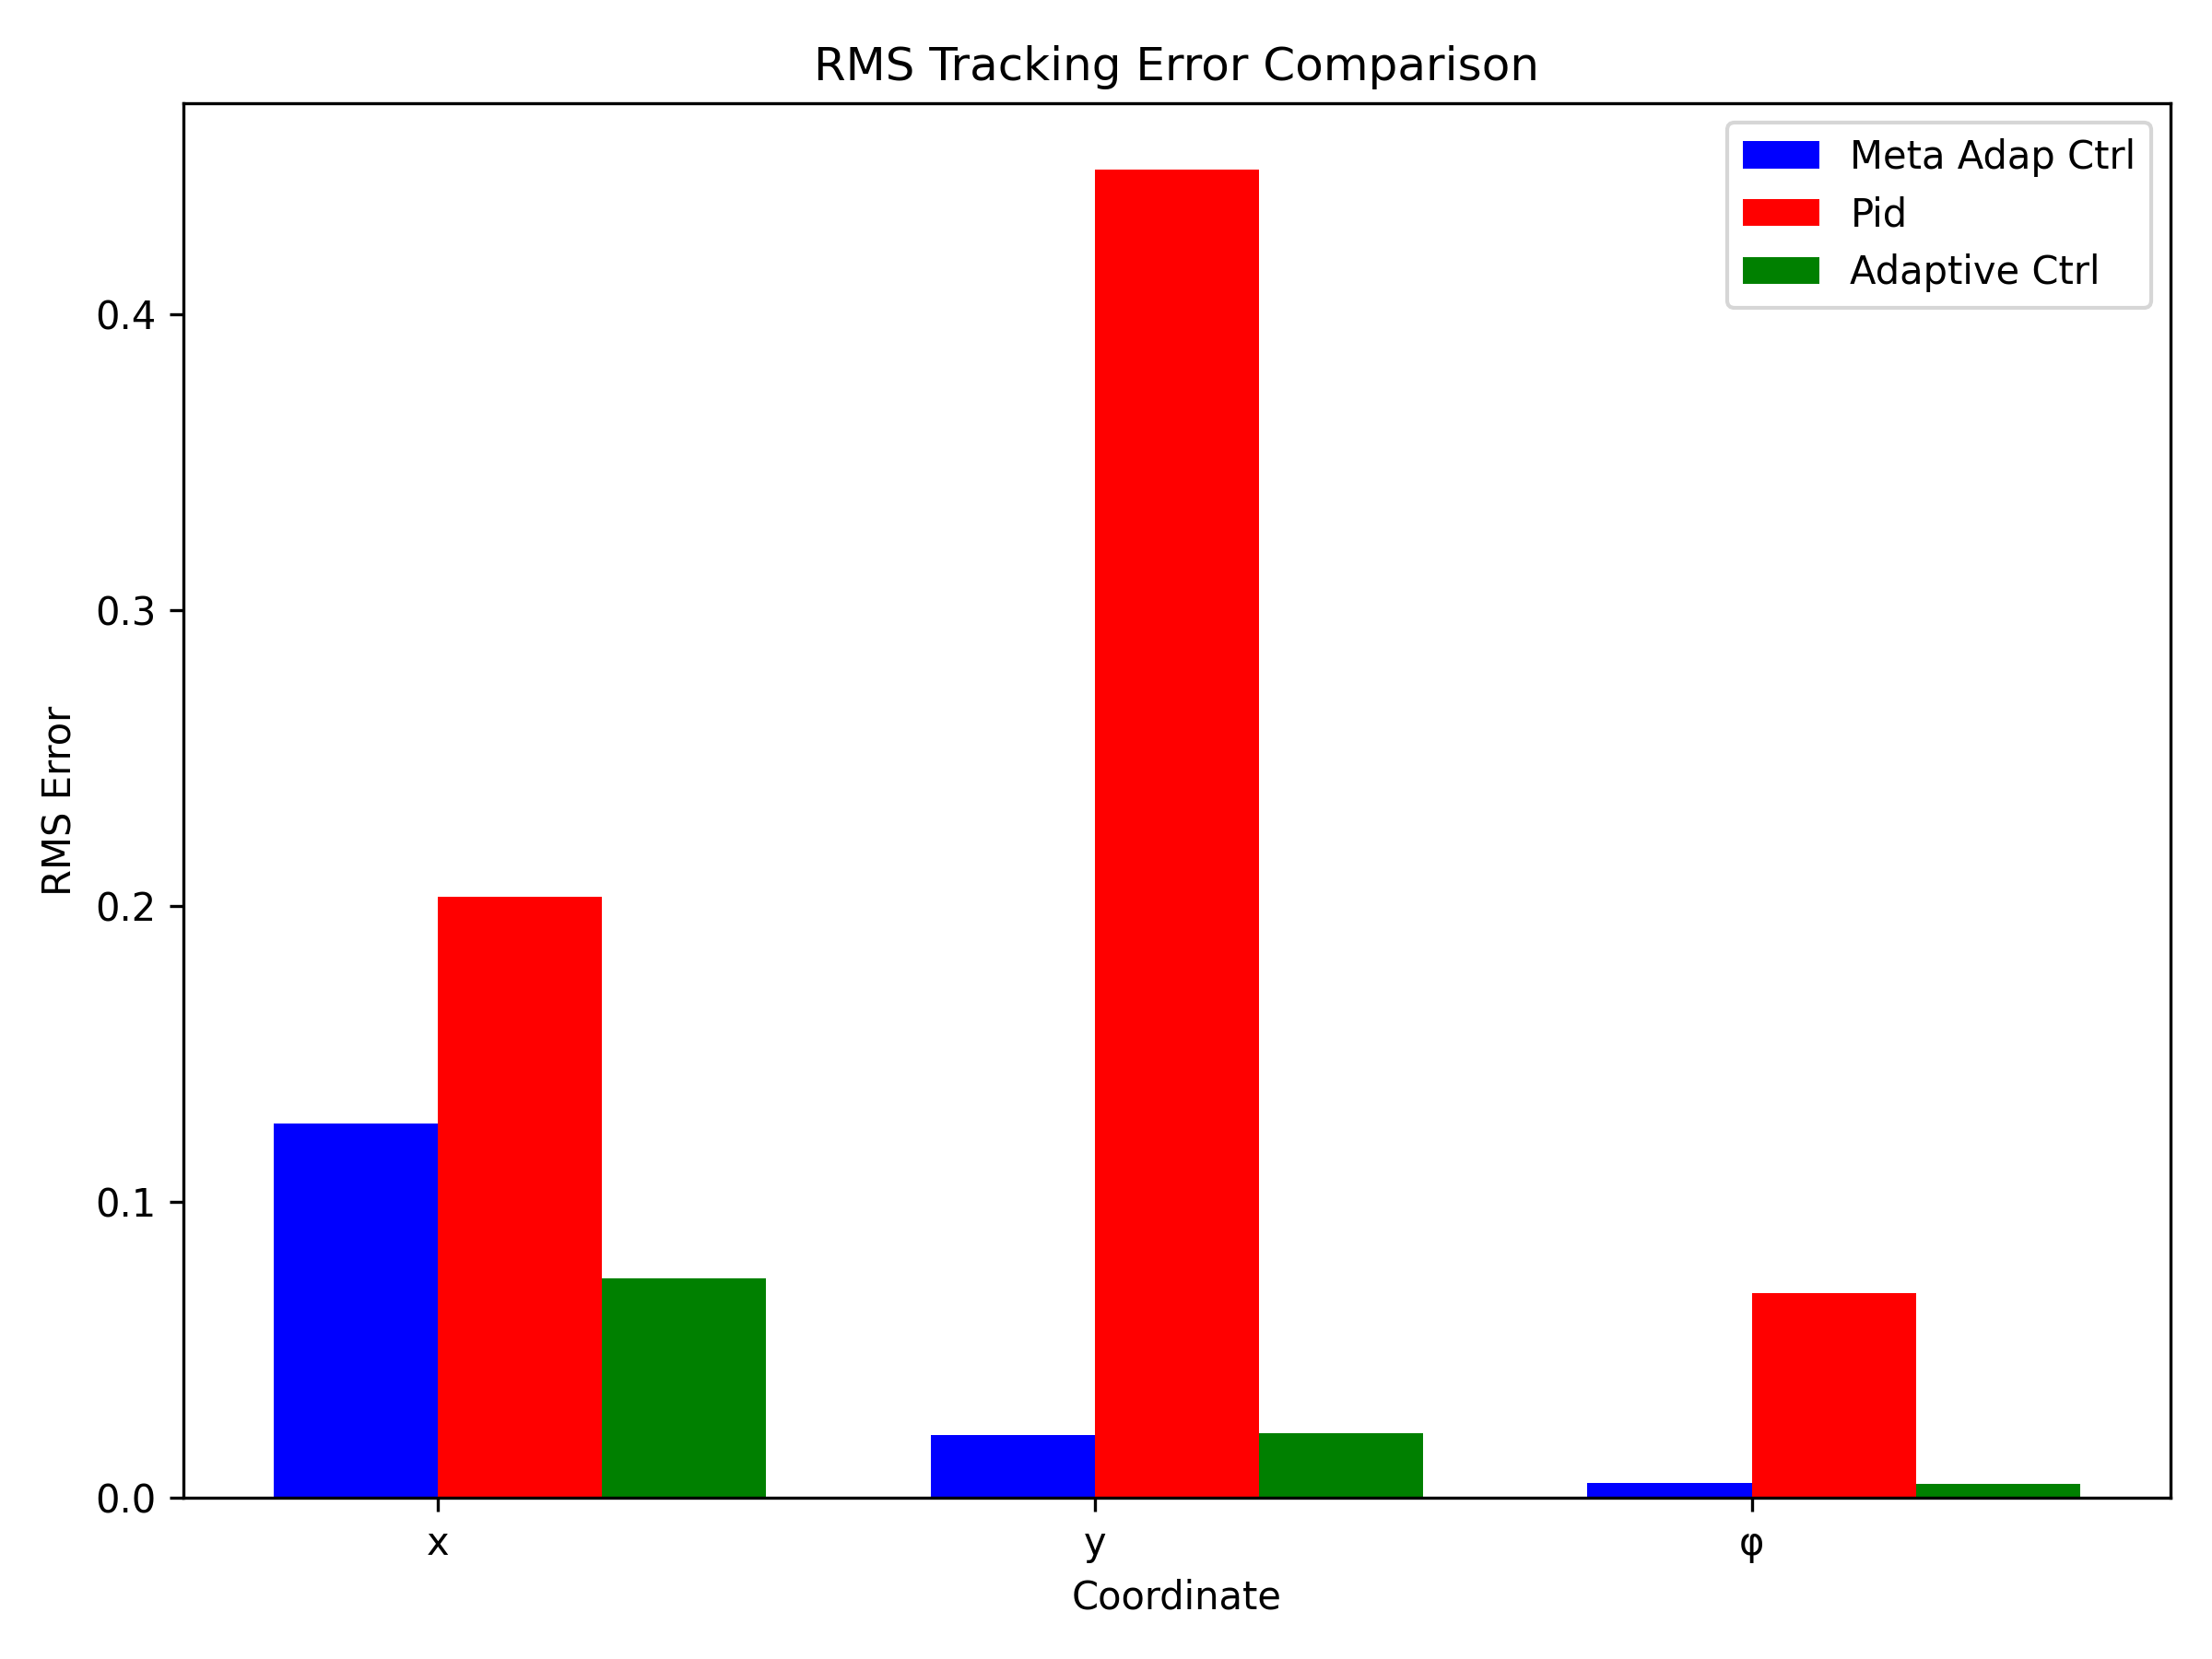 RMS Tracking Error Comparison
Meta Adap Ctrl
Pid
Adaptive Ctrl
RMS Error
0.4
0.3
0.2
0.1
0.0
x
y
φ
Coordinate